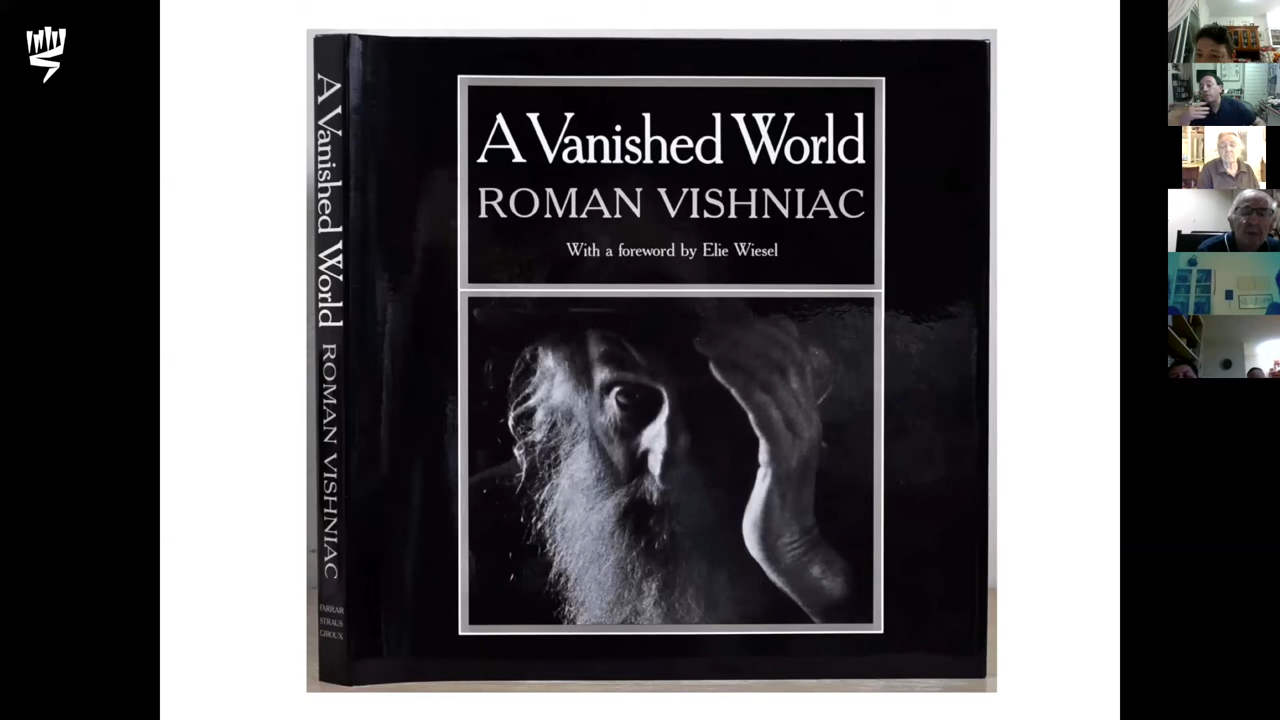 A Vanished World
ROMAN VISHNIAC
With a foreword by Elie Wiesel
A Vanished World ROMAN VISHNIAC
FARRAR
STRAUS
GIROUX